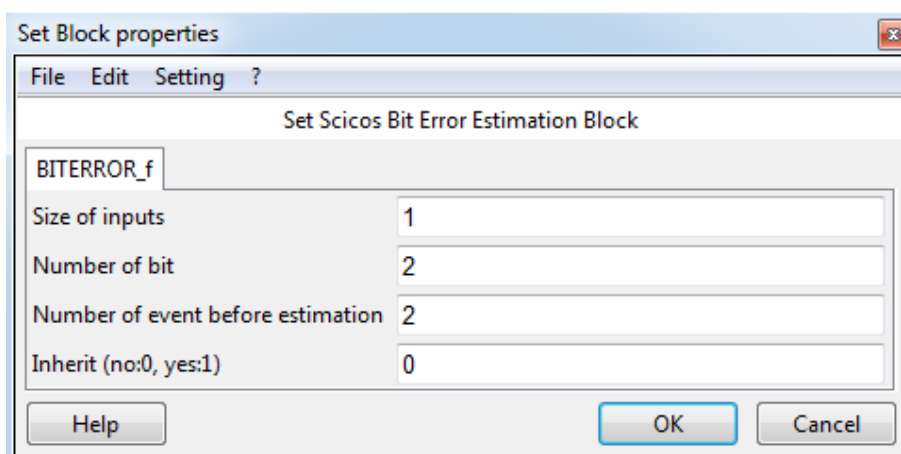 Set Block properties
File Edit Setting ?
Set Scicos Bit Error Estimation Block
BITERROR_f
Size of inputs 1
Number of bit 2
Number of event before estimation 2
Inherit (no:0, yes:1) 0
Help OK Cancel